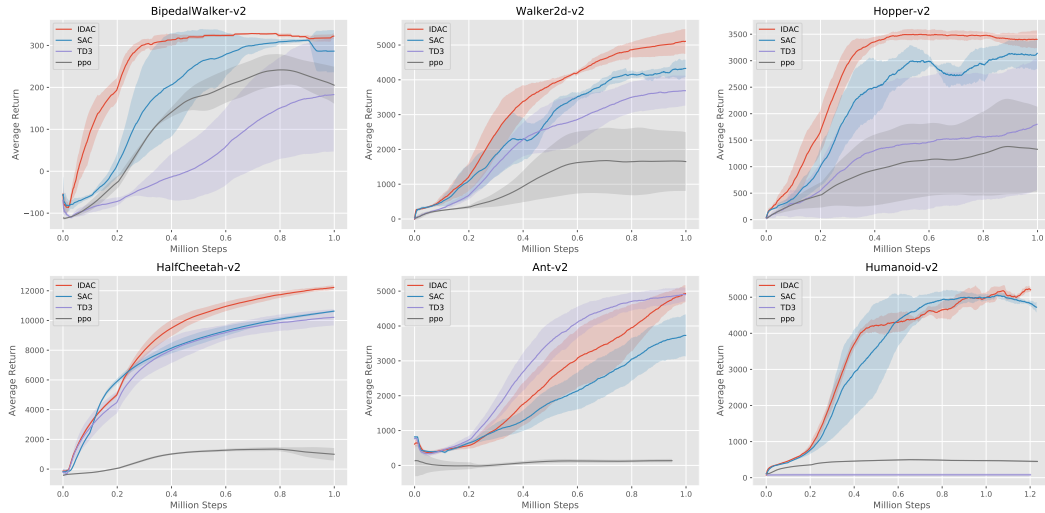 BipedalWalker-v2
IDAC
SAC
TD3
ppo
300
200
100
0
−100
Average Return
0.0 0.2 0.4 0.6 0.8 1.0
Million Steps
Walker2d-v2
IDAC
SAC
TD3
ppo
5000
4000
3000
2000
1000
0
Average Return
0.0 0.2 0.4 0.6 0.8 1.0
Million Steps
Hopper-v2
IDAC
SAC
TD3
ppo
3500
3000
2500
2000
1500
1000
500
0
Average Return
0.0 0.2 0.4 0.6 0.8 1.0
Million Steps
HalfCheetah-v2
IDAC
SAC
TD3
ppo
12000
10000
8000
6000
4000
2000
0
Average Return
0.0 0.2 0.4 0.6 0.8 1.0
Million Steps
Ant-v2
IDAC
SAC
TD3
ppo
5000
4000
3000
2000
1000
0
Average Return
0.0 0.2 0.4 0.6 0.8 1.0
Million Steps
Humanoid-v2
IDAC
SAC
TD3
ppo
5000
4000
3000
2000
1000
0
Average Return
0.0 0.2 0.4 0.6 0.8 1.0 1.2
Million Steps